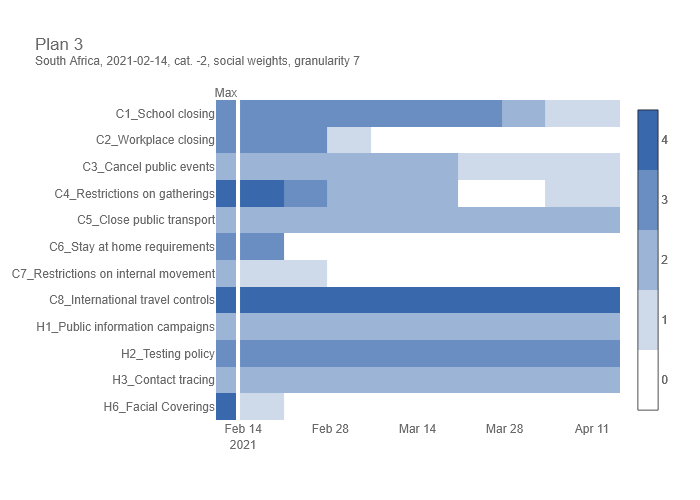 Plan 3
South Africa, 2021-02-14, cat. -2, social weights, granularity 7
Max
C1_School closing
C2_Workplace closing
C3_Cancel public events
C4_Restrictions on gatherings
C5_Close public transport
C6_Stay at home requirements
C7_Restrictions on internal movement
C8_International travel controls
H1_Public information campaigns
H2_Testing policy
H3_Contact tracing
H6_Facial Coverings
Feb 14
2021
Feb 28
Mar 14
Mar 28
Apr 11
4
3
2
1
0